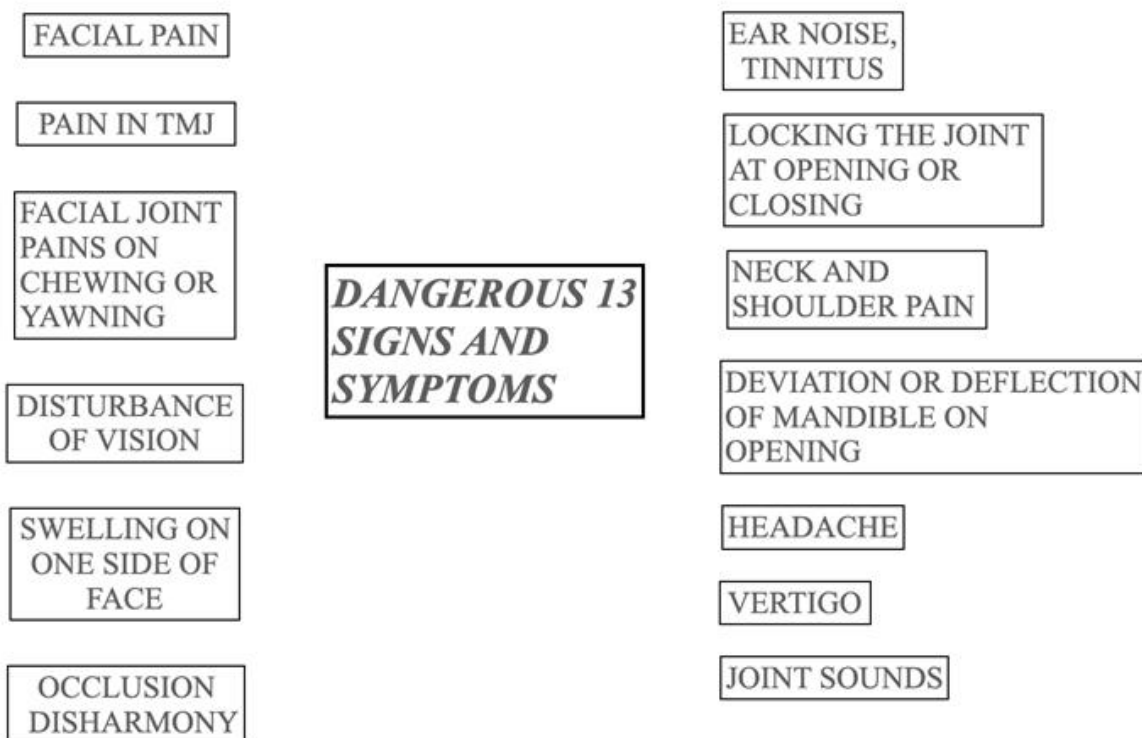 FACIAL PAIN
PAIN IN TMJ
FACIAL JOINT
PAINS ON
CHEWING OR
YAWNING
DISTURBANCE
OF VISION
SWELLING ON
ONE SIDE OF
FACE
OCCLUSION
DISHARMONY
DANGEROUS 13
SIGNS AND
SYMPTOMS
EAR NOISE,
TINNITUS
LOCKING THE JOINT
AT OPENING OR
CLOSING
NECK AND
SHOULDER PAIN
DEVIATION OR DEFLECTION
OF MANDIBLE ON
OPENING
HEADACHE
VERTIGO
JOINT SOUNDS